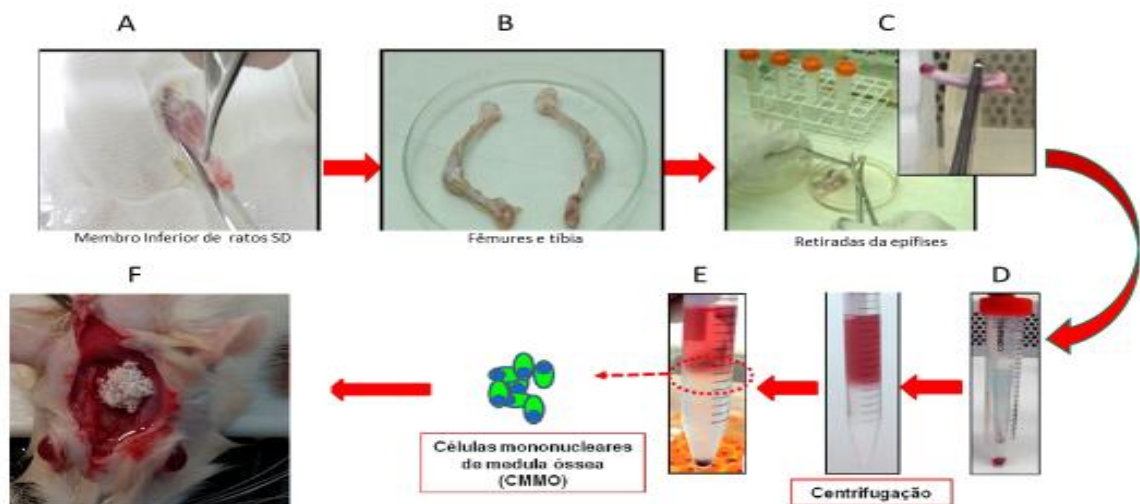 A
B
C
Membro Inferior de ratos SD
Fêmures e tíbia
Retiradas da epífises
F
E
D
Células mononucleares
de medula óssea
(CMMO)
Centrifugação